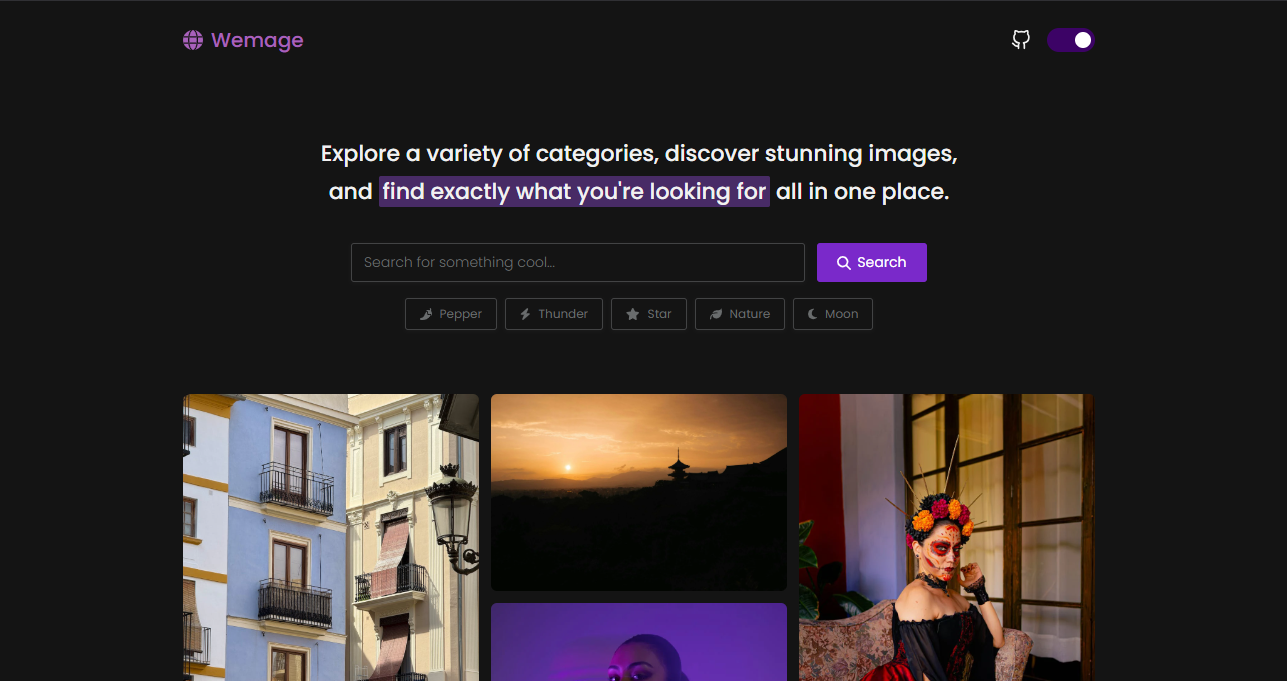 Wemage
Explore a variety of categories, discover stunning images,
and find exactly what you're looking for all in one place.
Search for something cool...
Search
Pepper
Thunder
Star
Nature
Moon